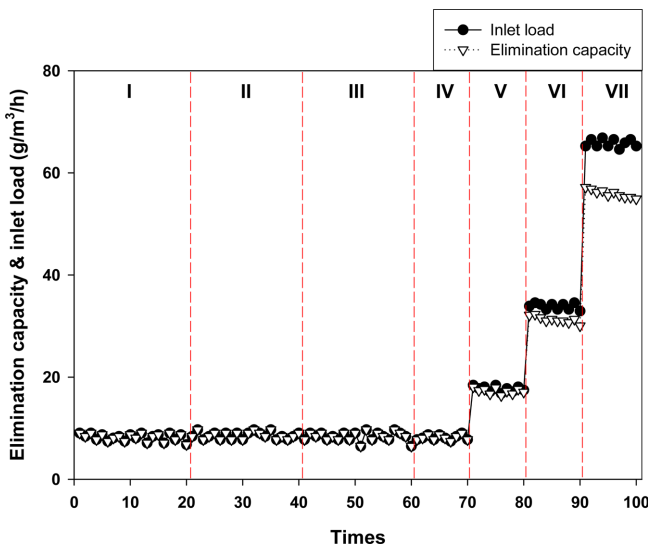 Inlet load
Elimination capacity
Elimination capacity & inlet load (g/m³/h)
80
60
40
20
0
I II III IV V VI VII
0 10 20 30 40 50 60 70 80 90 100
Times